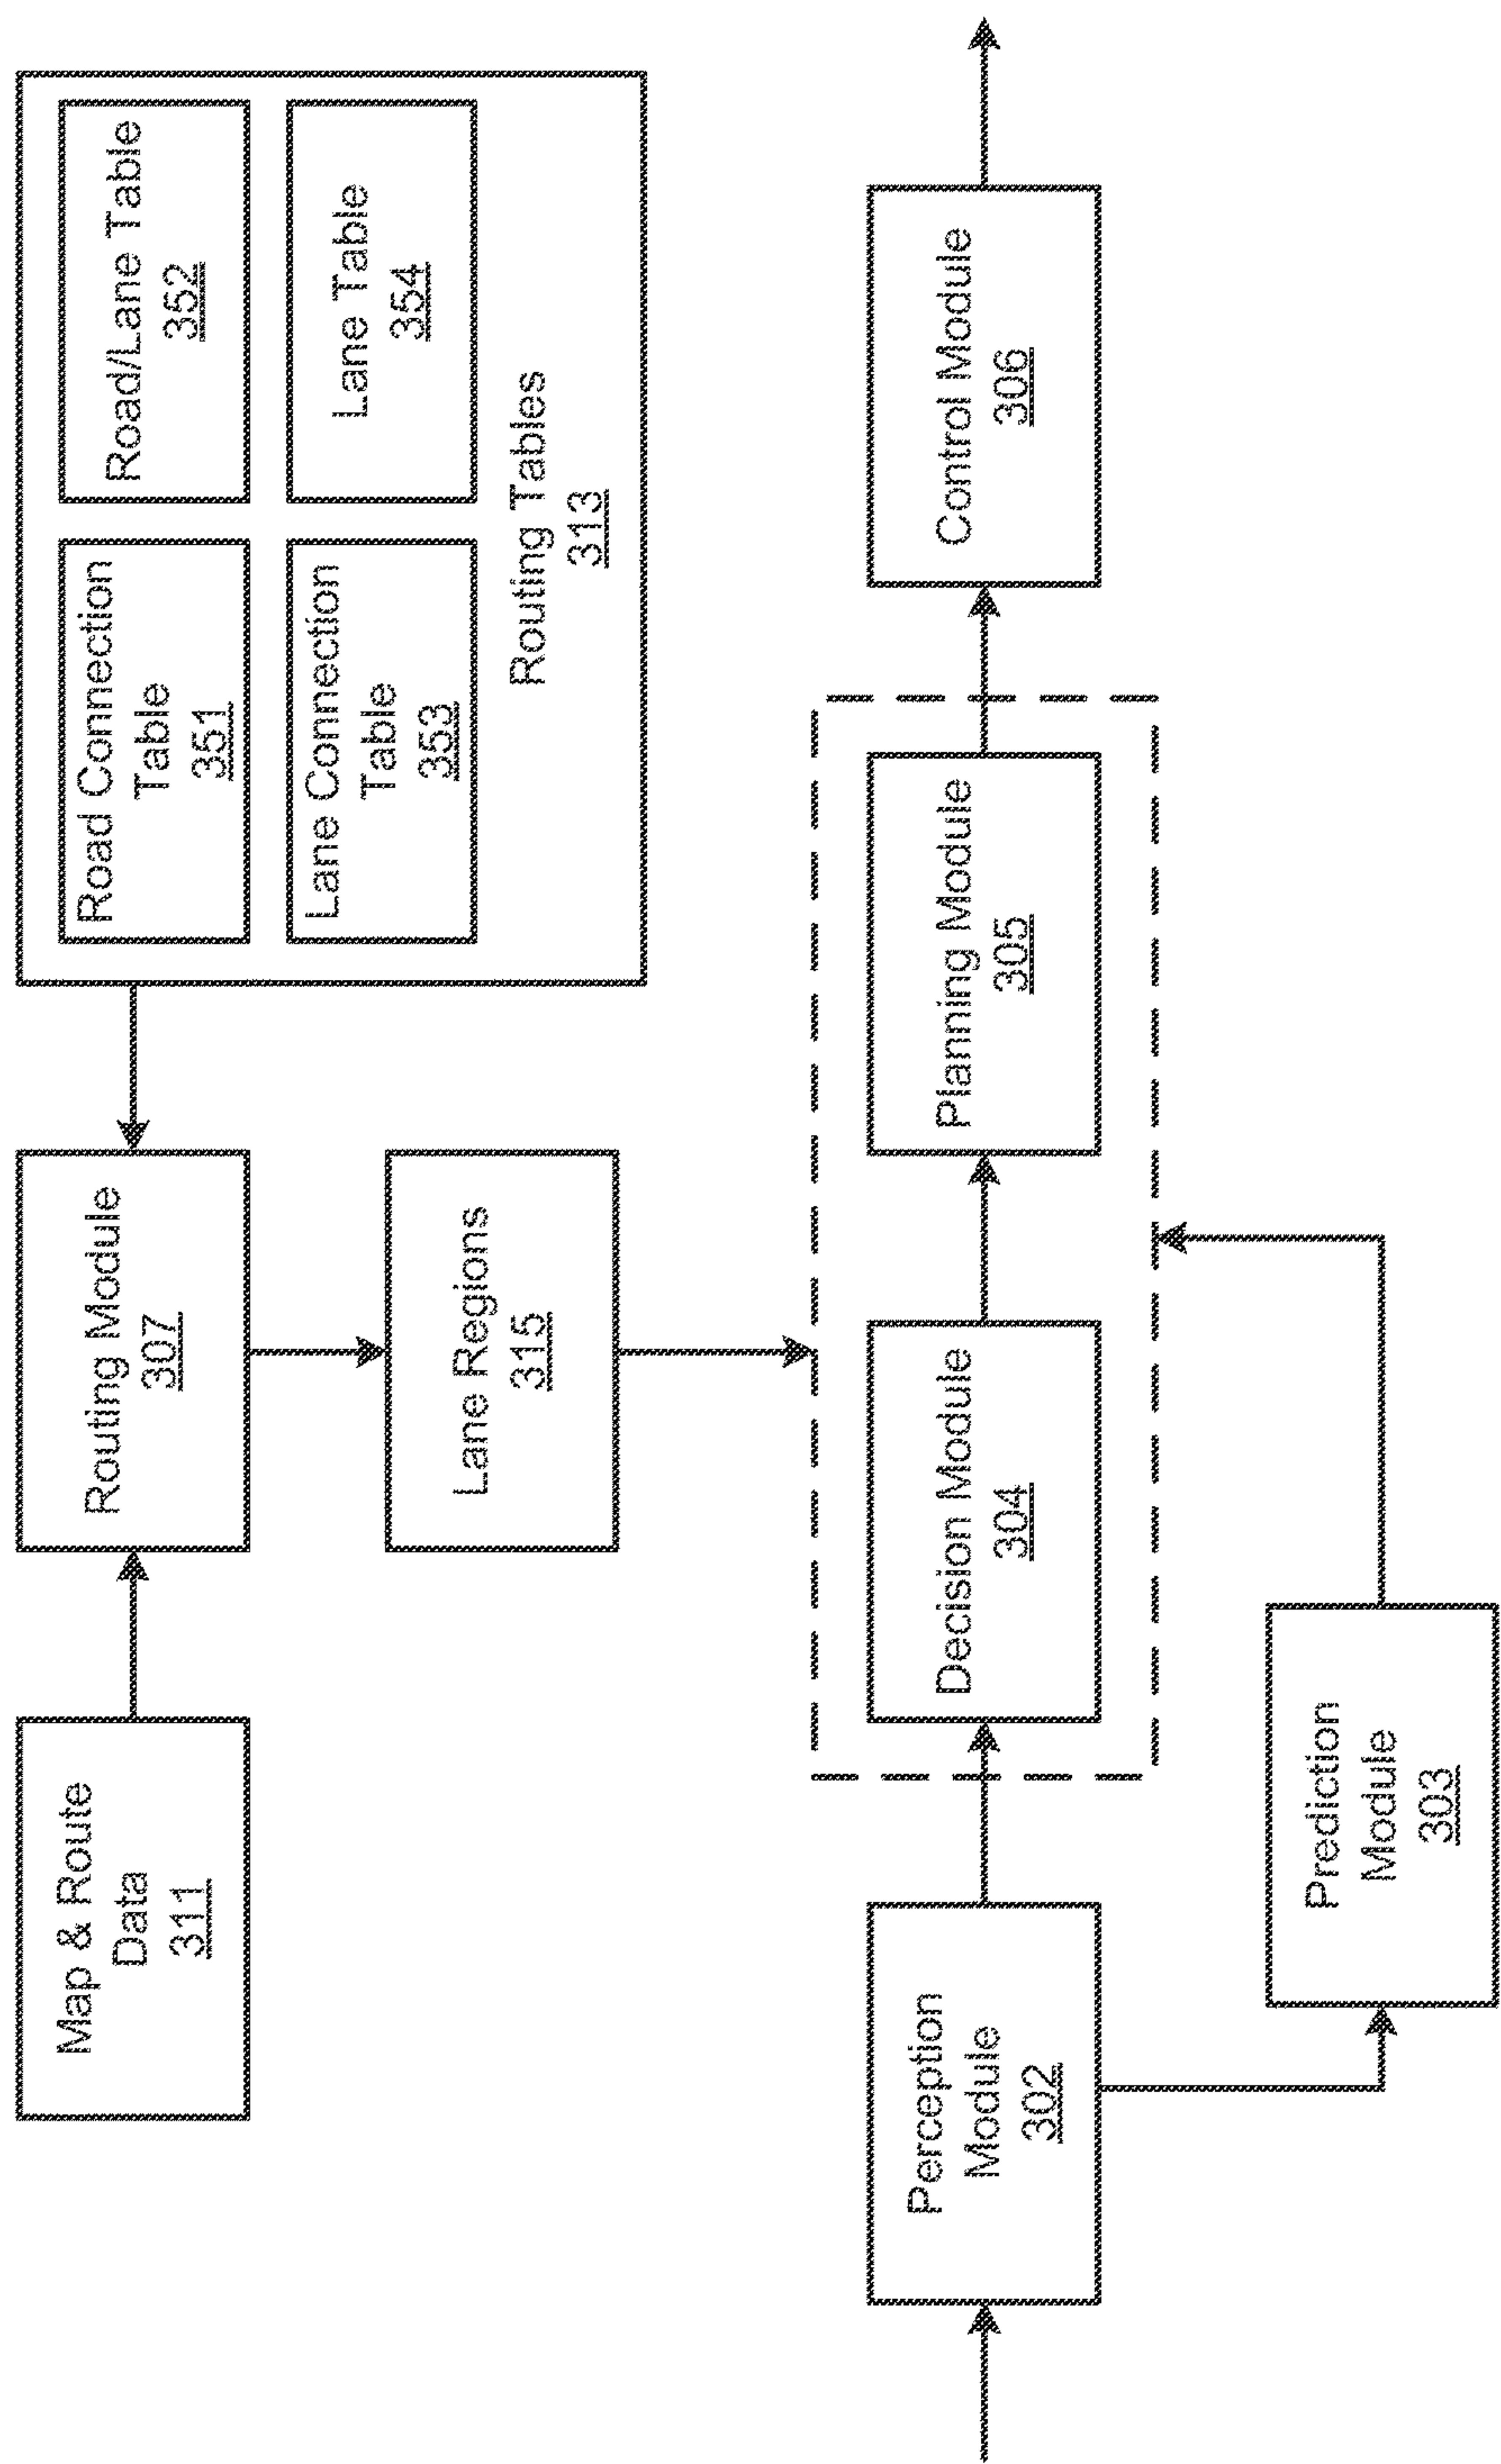 Map & Route
Data
311
Routing Module
307
Road Connection
Table
351
Road/Lane Table
352
Lane Connection
Table
353
Lane Table
354
Routing Tables
313
Lane Regions
315
Perception
Module
302
Decision Module
304
Planning Module
305
Control Module
306
Prediction
Module
303